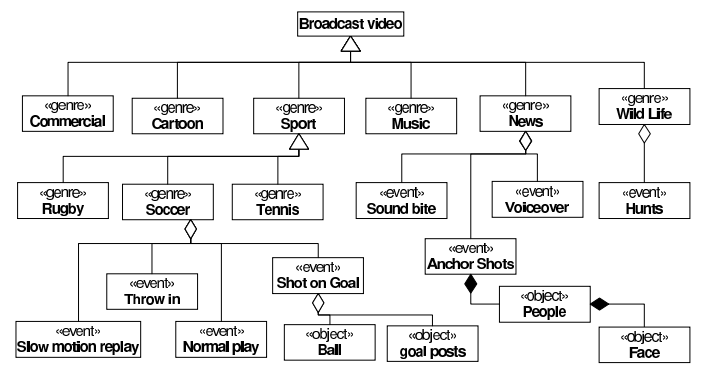 Broadcast video
«genre»
Commercial
«genre»
Cartoon
«genre»
Sport
«genre»
Music
«genre»
News
«genre»
Wild Life
«genre»
Rugby
«genre»
Soccer
«genre»
Tennis
«event»
Sound bite
«event»
Voiceover
«event»
Hunts
«event»
Throw in
«event»
Shot on Goal
«event»
Anchor Shots
«event»
Slow motion replay
«event»
Normal play
«object»
Ball
«object»
goal posts
«object»
People
«object»
Face